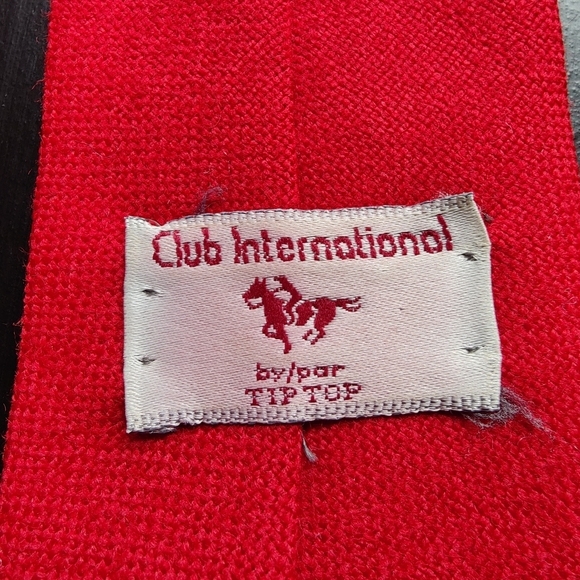 Club International
by/par
TIP TOP